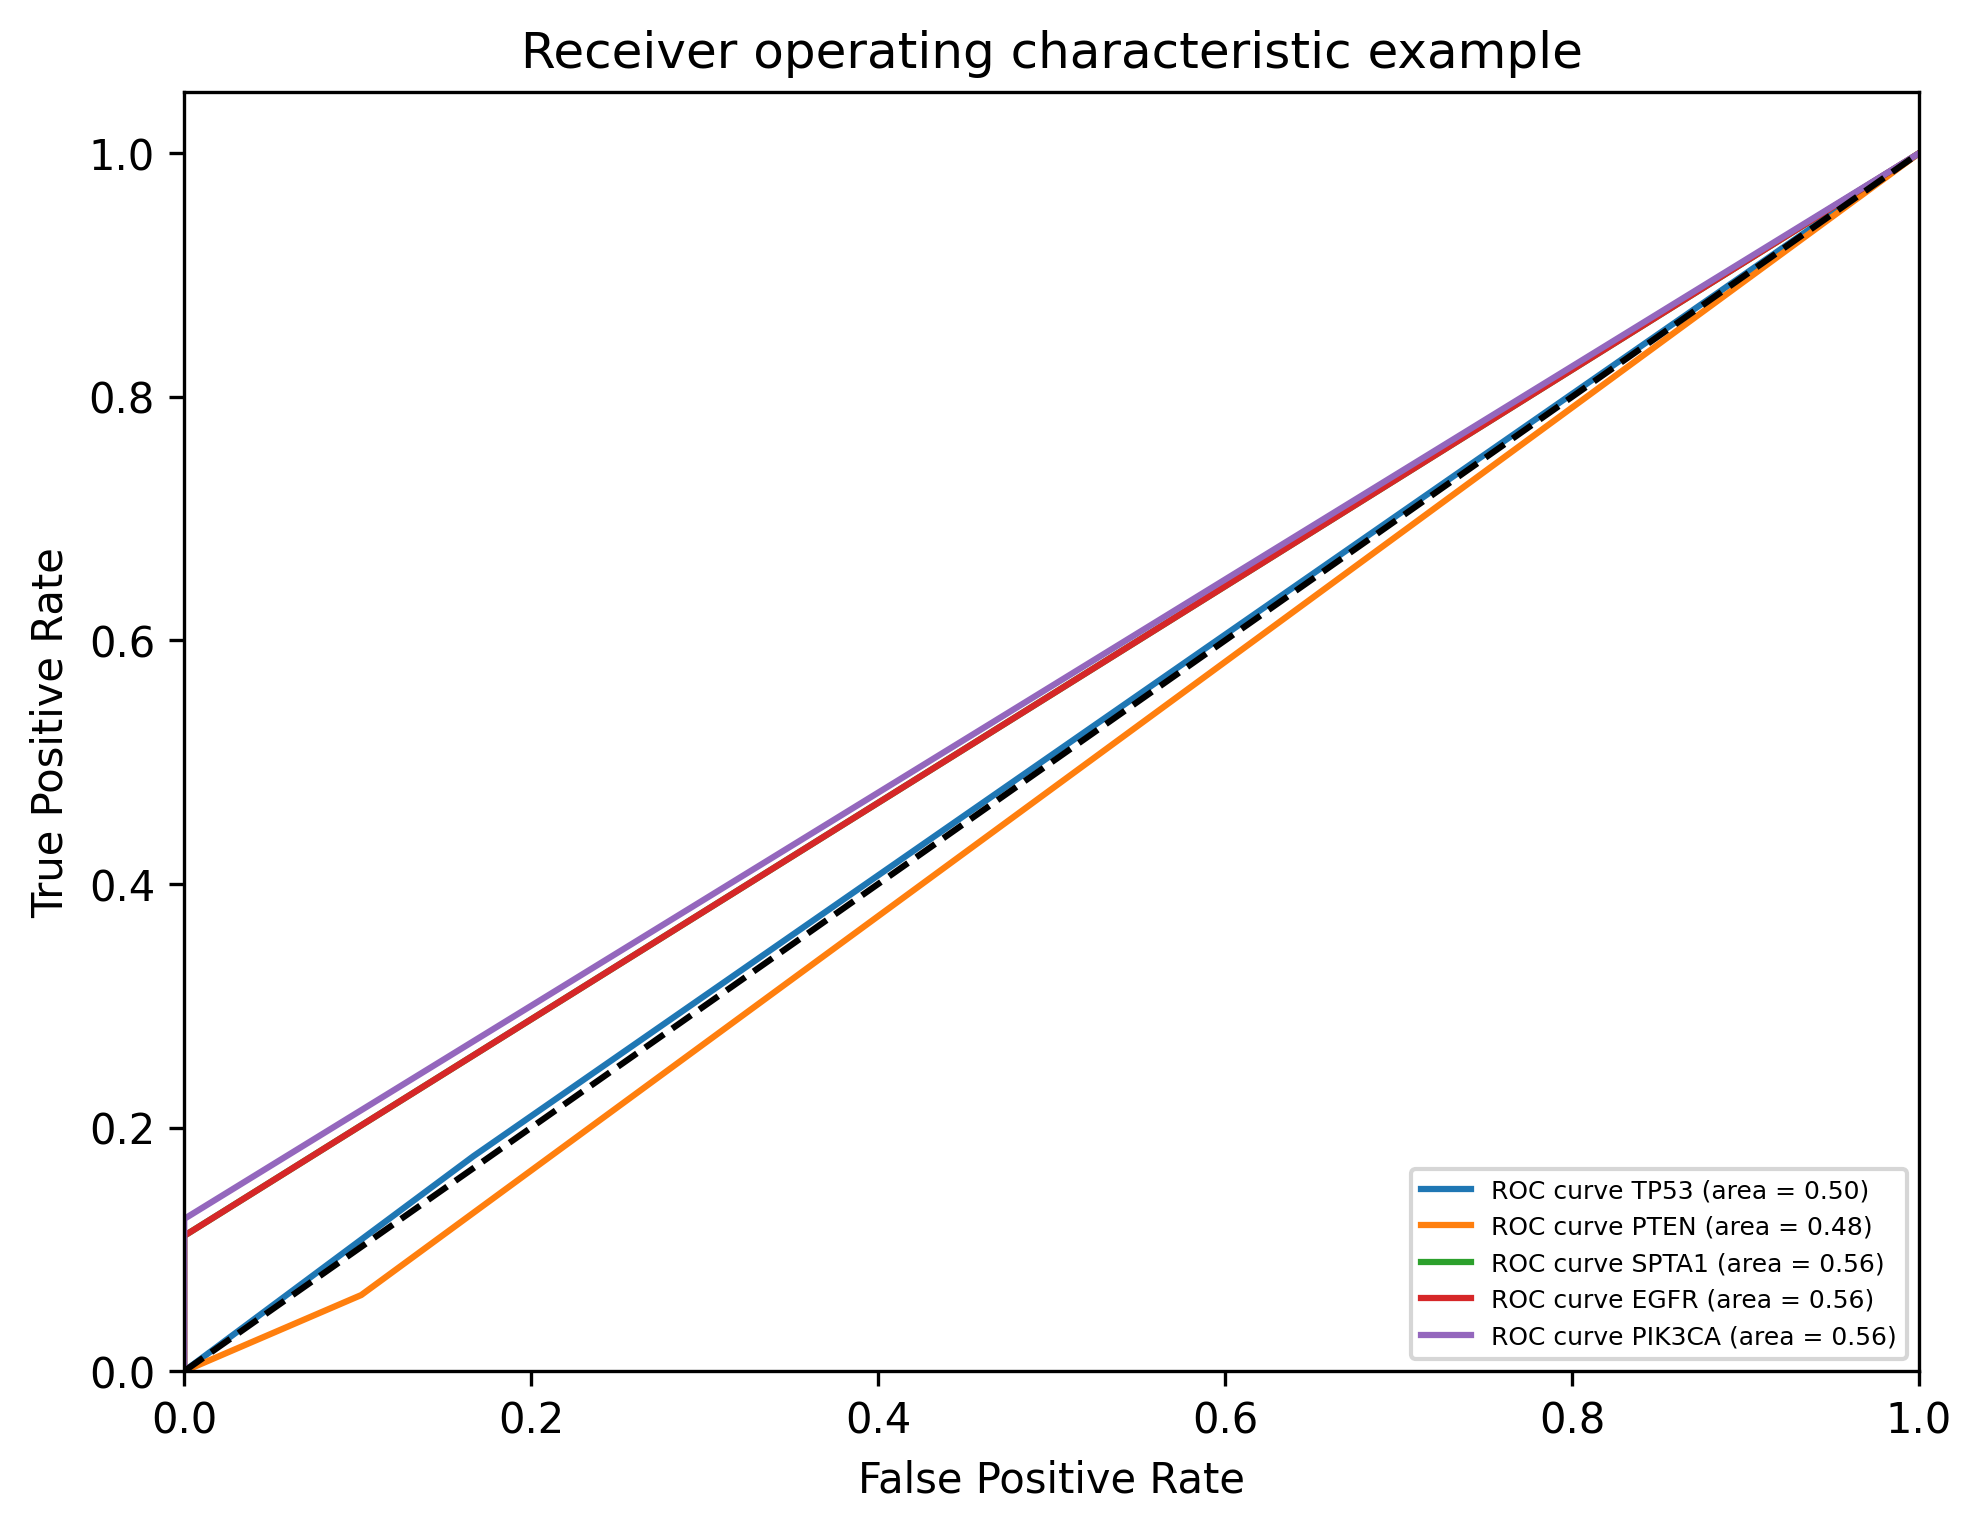 Receiver operating characteristic example
True Positive Rate
1.0
0.8
0.6
0.4
0.2
0.0
ROC curve TP53 (area = 0.50)
ROC curve PTEN (area = 0.48)
ROC curve SPTA1 (area = 0.56)
ROC curve EGFR (area = 0.56)
ROC curve PIK3CA (area = 0.56)
0.0 0.2 0.4 0.6 0.8 1.0
False Positive Rate